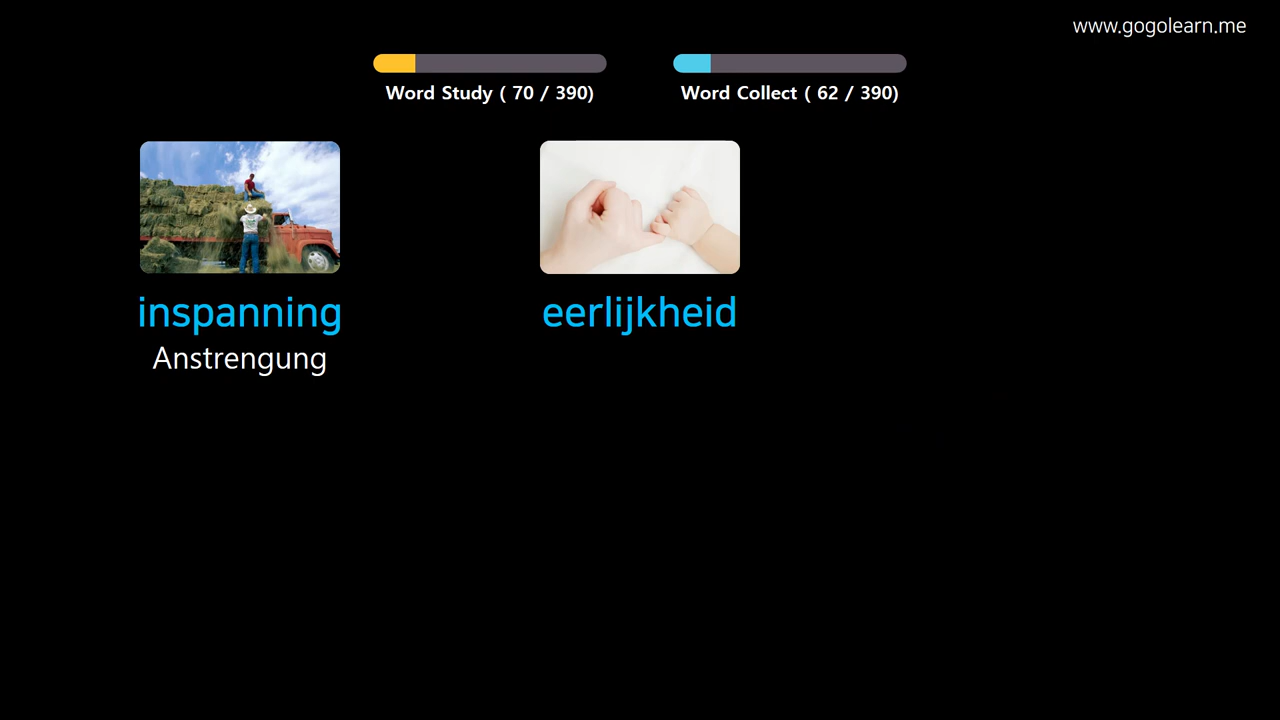 www.gogolearn.me
Word Study ( 70 / 390)
Word Collect ( 62 / 390)
inspanning
eerlijkheid
Anstrengung